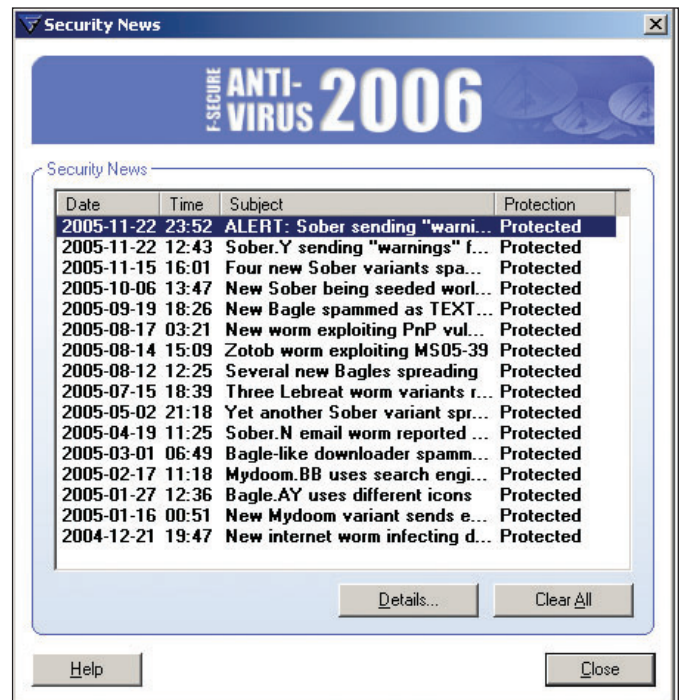 Security News
F-SECURE ANTI-VIRUS 2006
Security News
Date Time Subject Protection
2005-11-22 23:52 ALERT: Sober sending "warni... Protected
2005-11-22 12:43 Sober.Y sending "warnings" f... Protected
2005-11-15 16:01 Four new Sober variants spa... Protected
2005-10-06 13:47 New Sober being seeded worl... Protected
2005-09-19 18:26 New Bagle spammed as TEXT... Protected
2005-08-17 03:21 New worm exploiting PnP vul... Protected
2005-08-14 15:09 Zotob worm exploiting MS05-39 Protected
2005-08-12 12:25 Several new Bagles spreading Protected
2005-07-15 18:39 Three Lebreat worm variants r... Protected
2005-05-02 21:18 Yet another Sober variant spr... Protected
2005-04-19 11:25 Sober.N email worm reported ... Protected
2005-03-01 06:49 Bagle-like downloader spamm... Protected
2005-02-17 11:18 Mydoom.BB uses search engi... Protected
2005-01-27 12:36 Bagle.AY uses different icons Protected
2005-01-16 00:51 New Mydoom variant sends e... Protected
2004-12-21 19:47 New internet worm infecting d... Protected
Details... Clear All
Help Close